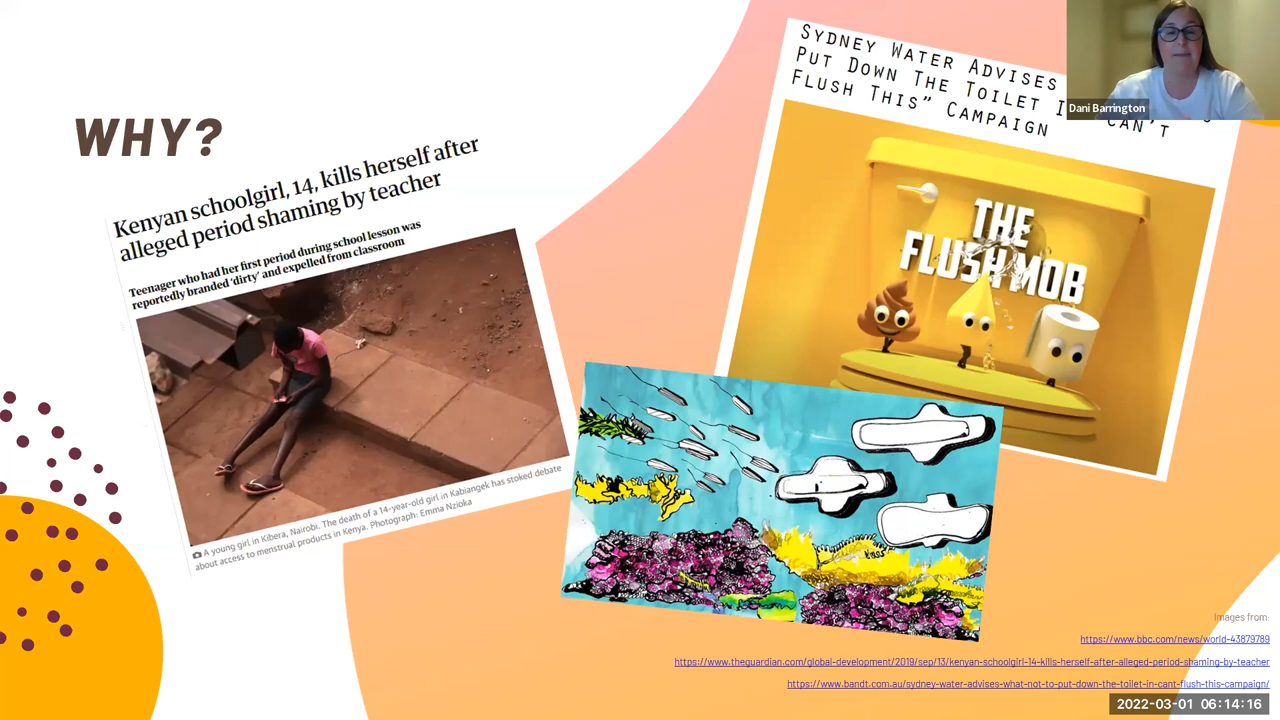 WHY?
Kenyan schoolgirl, 14, kills herself after
alleged period shaming by teacher
Teenager who had her first period during school lesson was
reportedly branded 'dirty' and expelled from classroom
A young girl in Kibera, Nairobi. The death of a 14-year-old girl in Kabiangek has stoked debate
about access to menstrual products in Kenya. Photograph: Emma Nzioka
SYDNEY WATER ADVISES
PUT DOWN THE TOILET
FLUSH THIS” CAMPAIGN
CAN'T
THE
FLUSH MOB
Dani Barrington
Images from:
https://www.bbc.com/news/world-43879789
https://www.theguardian.com/global-development/2019/sep/13/kenyan-schoolgirl-14-kills-herself-after-alleged-period-shaming-by-teacher
https://www.bandt.com.au/sydney-water-advises-what-not-to-put-down-the-toilet-in-cant-flush-this-campaign/
2022-03-01 06:14:16